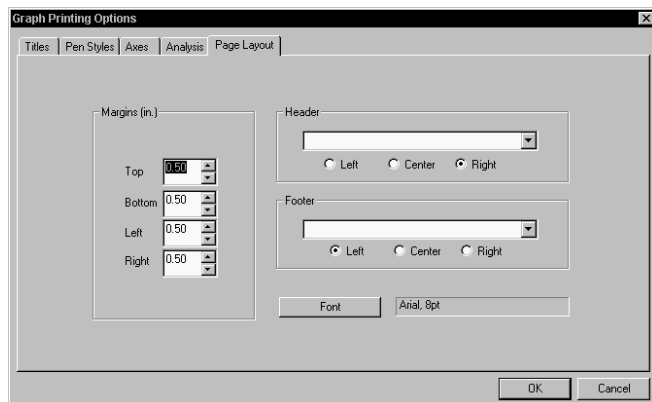 Graph Printing Options
Titles Pen Styles Axes Analysis Page Layout
Margins (in.)
Top 0.50
Bottom 0.50
Left 0.50
Right 0.50
Header
Left Center Right
Footer
Left Center Right
Font Arial, 8pt
OK Cancel